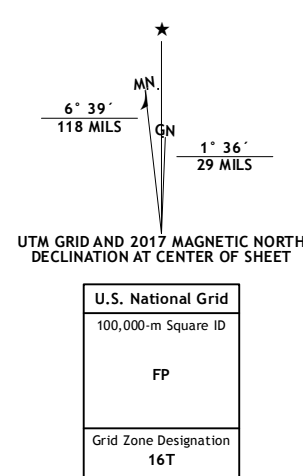 ★
MN.
6° 39´
118 MILS
GN
1° 36´
29 MILS
UTM GRID AND 2017 MAGNETIC NORTH
DECLINATION AT CENTER OF SHEET
U.S. National Grid
100,000-m Square ID
FP
Grid Zone Designation
16T